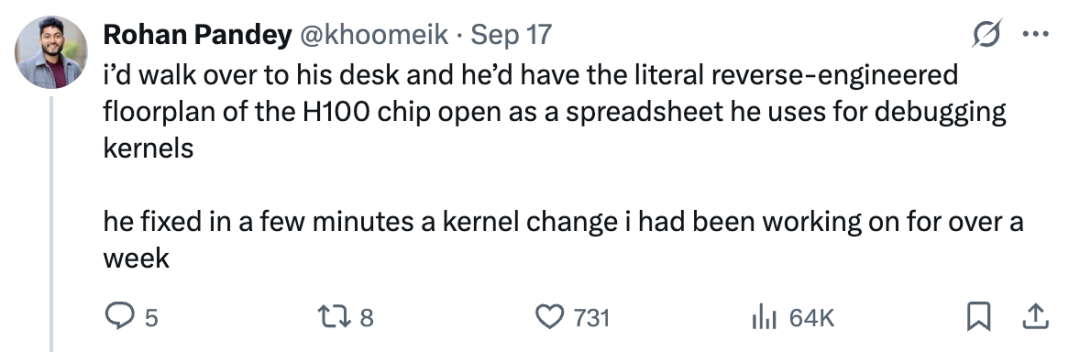 Rohan Pandey @khoomeik · Sep 17
i’d walk over to his desk and he’d have the literal reverse-engineered
floorplan of the H100 chip open as a spreadsheet he uses for debugging
kernels
he fixed in a few minutes a kernel change i had been working on for over a
week
5 8 731 64K